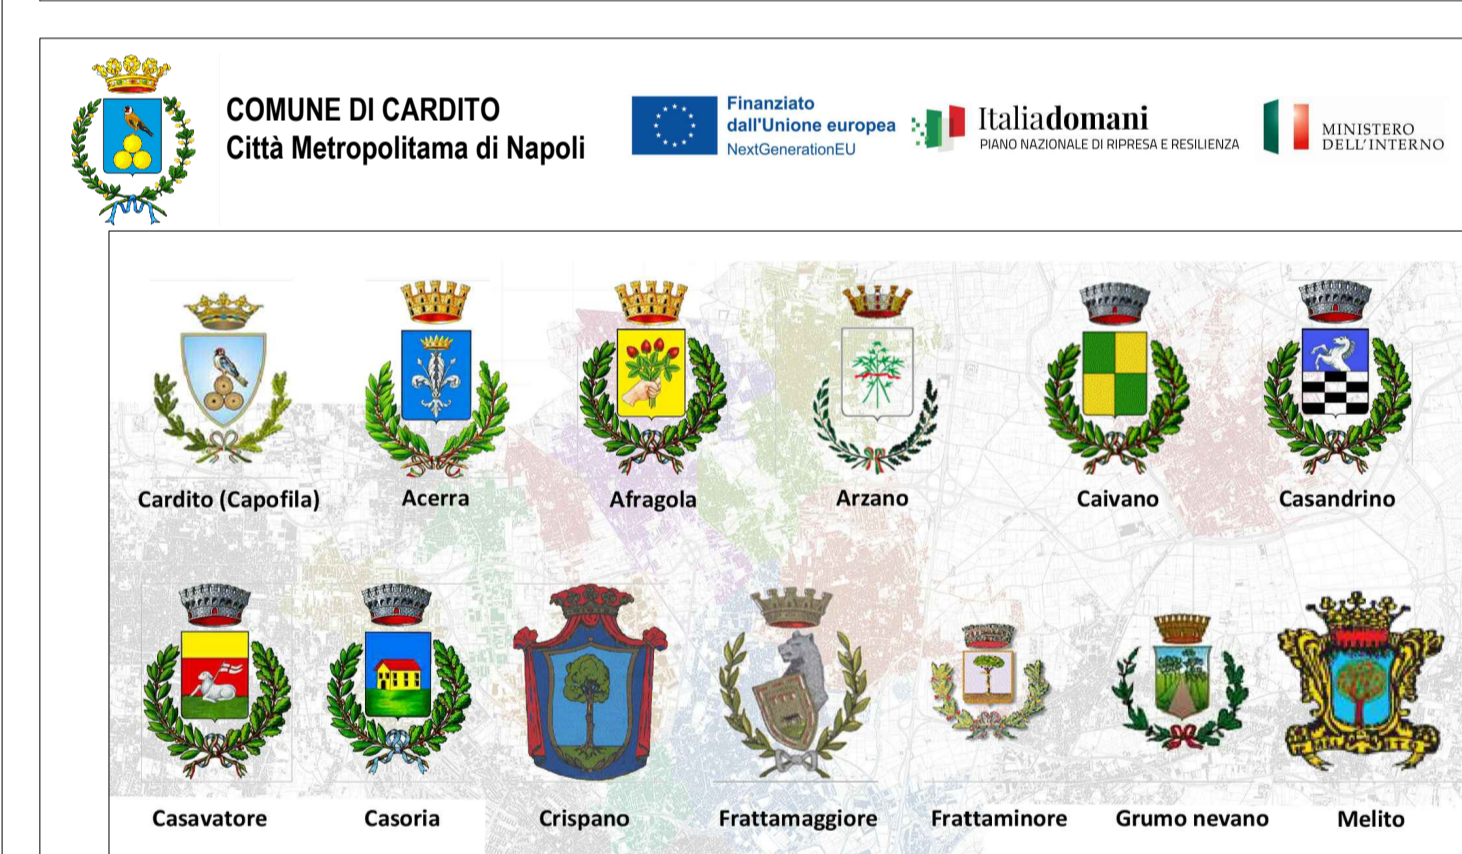 COMUNE DI CARDITO
Città Metropolitama di Napoli
Finanziato
dall'Unione europea
NextGenerationEU
Italiadomani
PIANO NAZIONALE DI RIPRESA E RESILIENZA
MINISTERO
DELL'INTERNO
Cardito (Capofila)
Acerra
Afragola
Arzano
Caivano
Casandrino
Casavatore
Casoria
Crispano
Frattamaggiore
Frattaminore
Grumo nevano
Melito